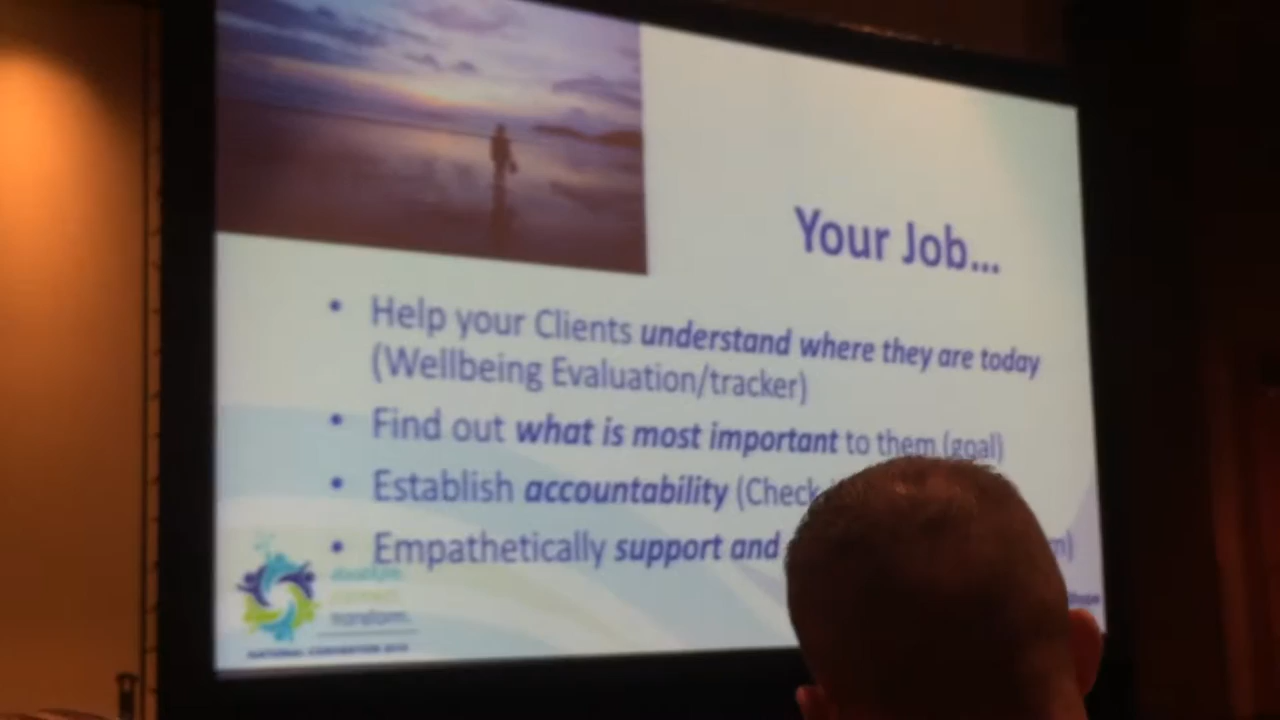 Your Job...
• Help your Clients understand where they are today
(Wellbeing Evaluation/tracker)
• Find out what is most important to them (goal)
• Establish accountability (Check
• Empathetically support and
transform.
NATIONAL CONVENTION